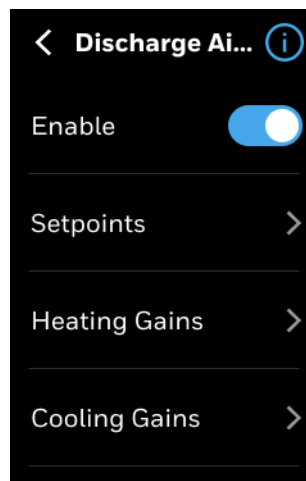 Discharge Ai...
Enable
Setpoints
Heating Gains
Cooling Gains